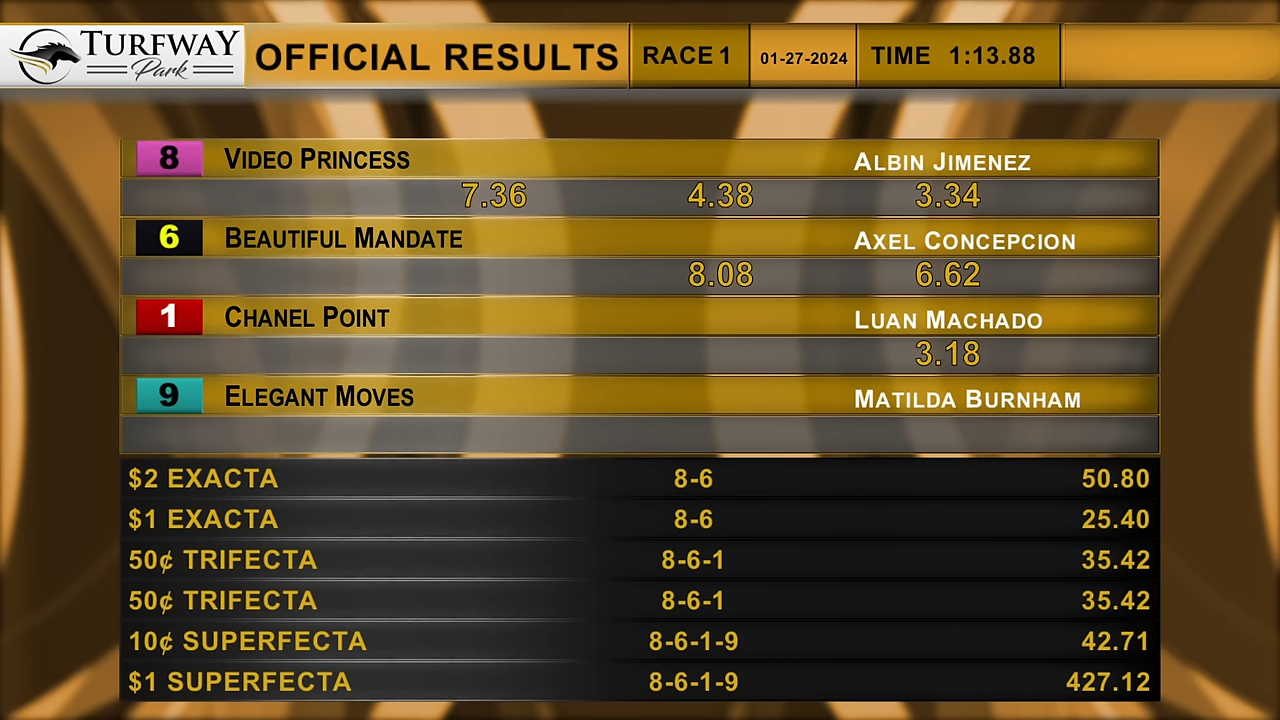 TURFWAY Park OFFICIAL RESULTS RACE 1 01-27-2024 TIME 1:13.88
8 VIDEO PRINCESS ALBIN JIMENEZ
7.36 4.38 3.34
6 BEAUTIFUL MANDATE AXEL CONCEPCION
8.08 6.62
1 CHANEL POINT LUAN MACHADO
3.18
9 ELEGANT MOVES MATILDA BURNHAM
$2 EXACTA 8-6 50.80
$1 EXACTA 8-6 25.40
50¢ TRIFECTA 8-6-1 35.42
50¢ TRIFECTA 8-6-1 35.42
10¢ SUPERFECTA 8-6-1-9 42.71
$1 SUPERFECTA 8-6-1-9 427.12